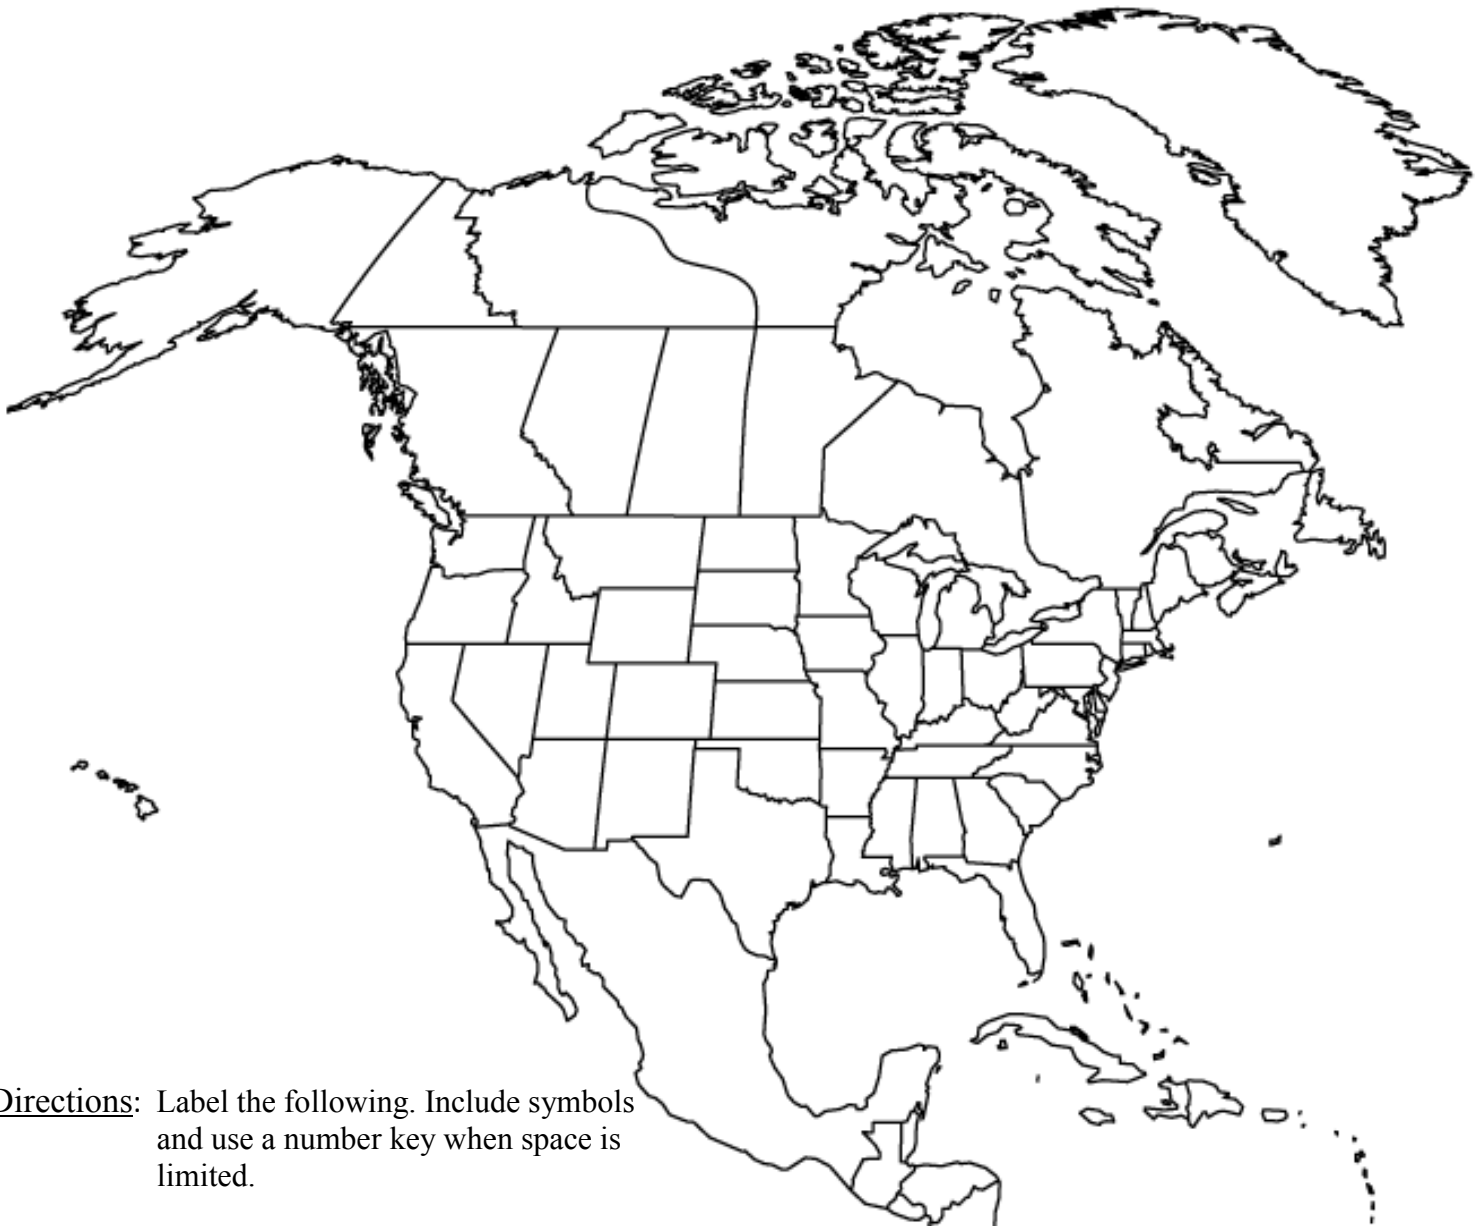 Directions: Label the following. Include symbols
and use a number key when space is
limited.